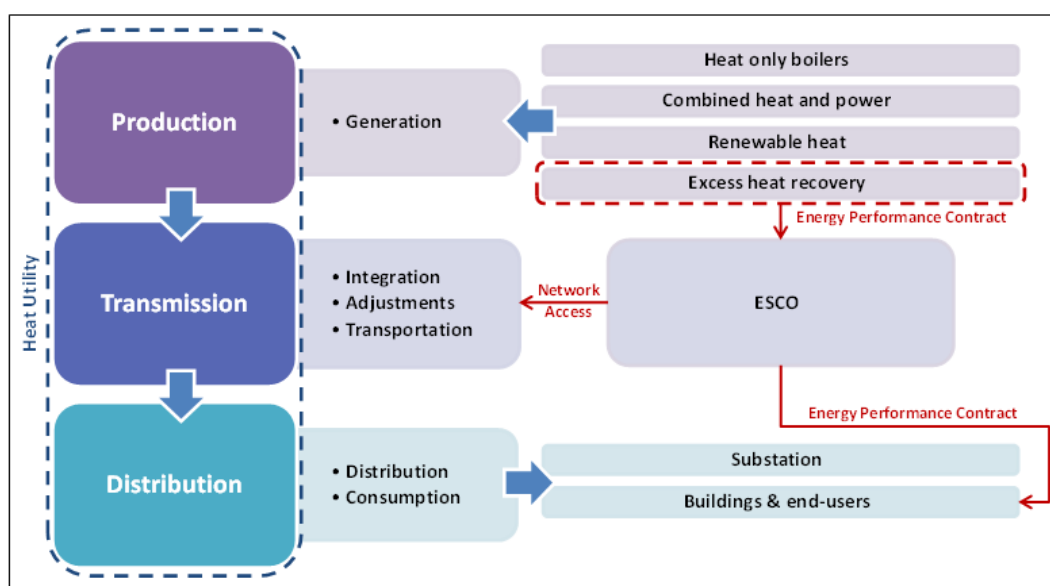 Heat Utility
Production
• Generation
Heat only boilers
Combined heat and power
Renewable heat
Excess heat recovery
Energy Performance Contract
Transmission
• Integration
• Adjustments
• Transportation
Network
Access
ESCO
Energy Performance Contract
Distribution
• Distribution
• Consumption
Substation
Buildings & end-users